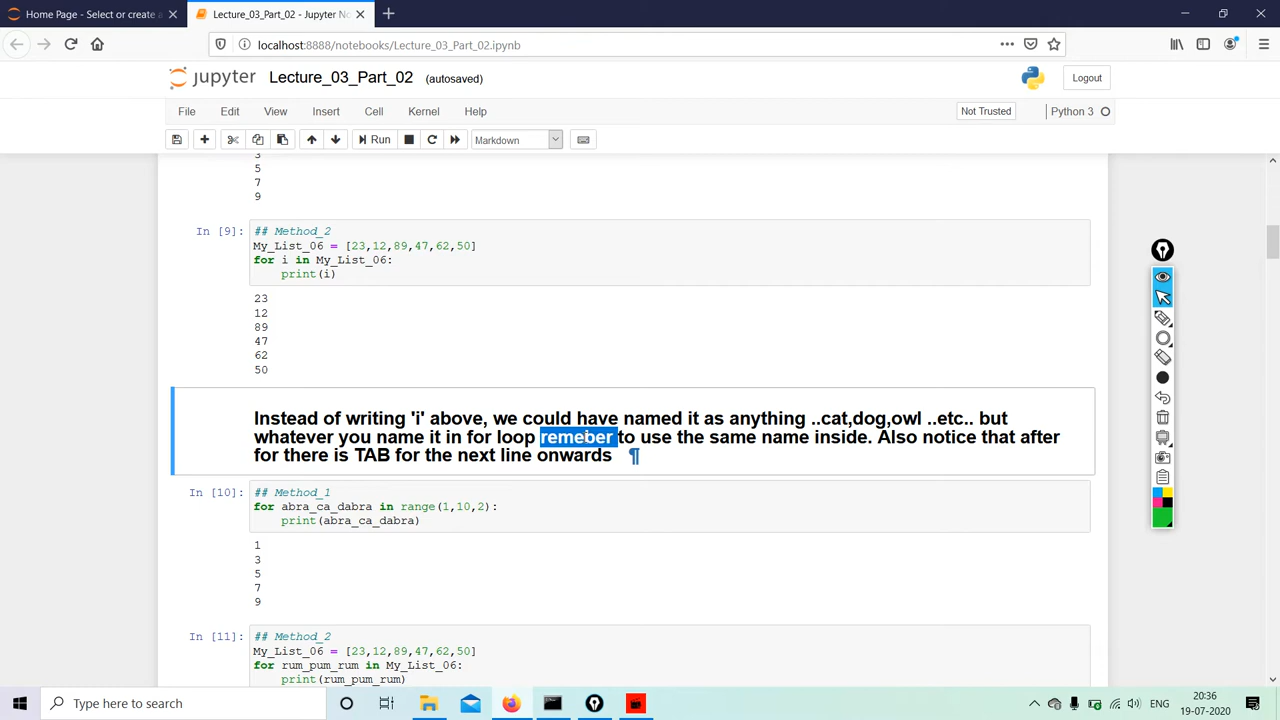 Home Page - Select or create a
Lecture_03_Part_02 - Jupyter No
localhost:8888/notebooks/Lecture_03_Part_02.ipynb
jupyter Lecture_03_Part_02 (autosaved)
Logout
File Edit View Insert Cell Kernel Help
Not Trusted
Python 3
Run
Markdown
3
5
7
9
In [9]:
## Method_2
My_List_06 = [23,12,89,47,62,50]
for i in My_List_06:
print(i)
23
12
89
47
62
50
Instead of writing 'i' above, we could have named it as anything ..cat,dog,owl ..etc.. but
whatever you name it in for loop remeber to use the same name inside. Also notice that after
for there is TAB for the next line onwards ¶
In [10]:
## Method_1
for abra_ca_dabra in range(1,10,2):
print(abra_ca_dabra)
1
3
5
7
9
In [11]:
## Method_2
My_List_06 = [23,12,89,47,62,50]
for rum_pum_rum in My_List_06:
print(rum_pum_rum)
Type here to search
ENG
20:36
19-07-2020